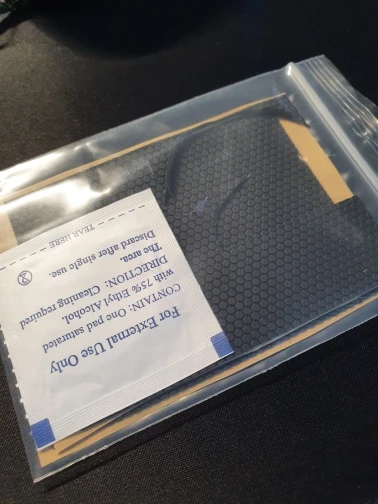 For External Use Only
CONTAIN: One pad saturated
with 75% Ethyl Alcohol.
DIRECTION: Cleaning required
The area.
Discard after single use.
TEAR HERE